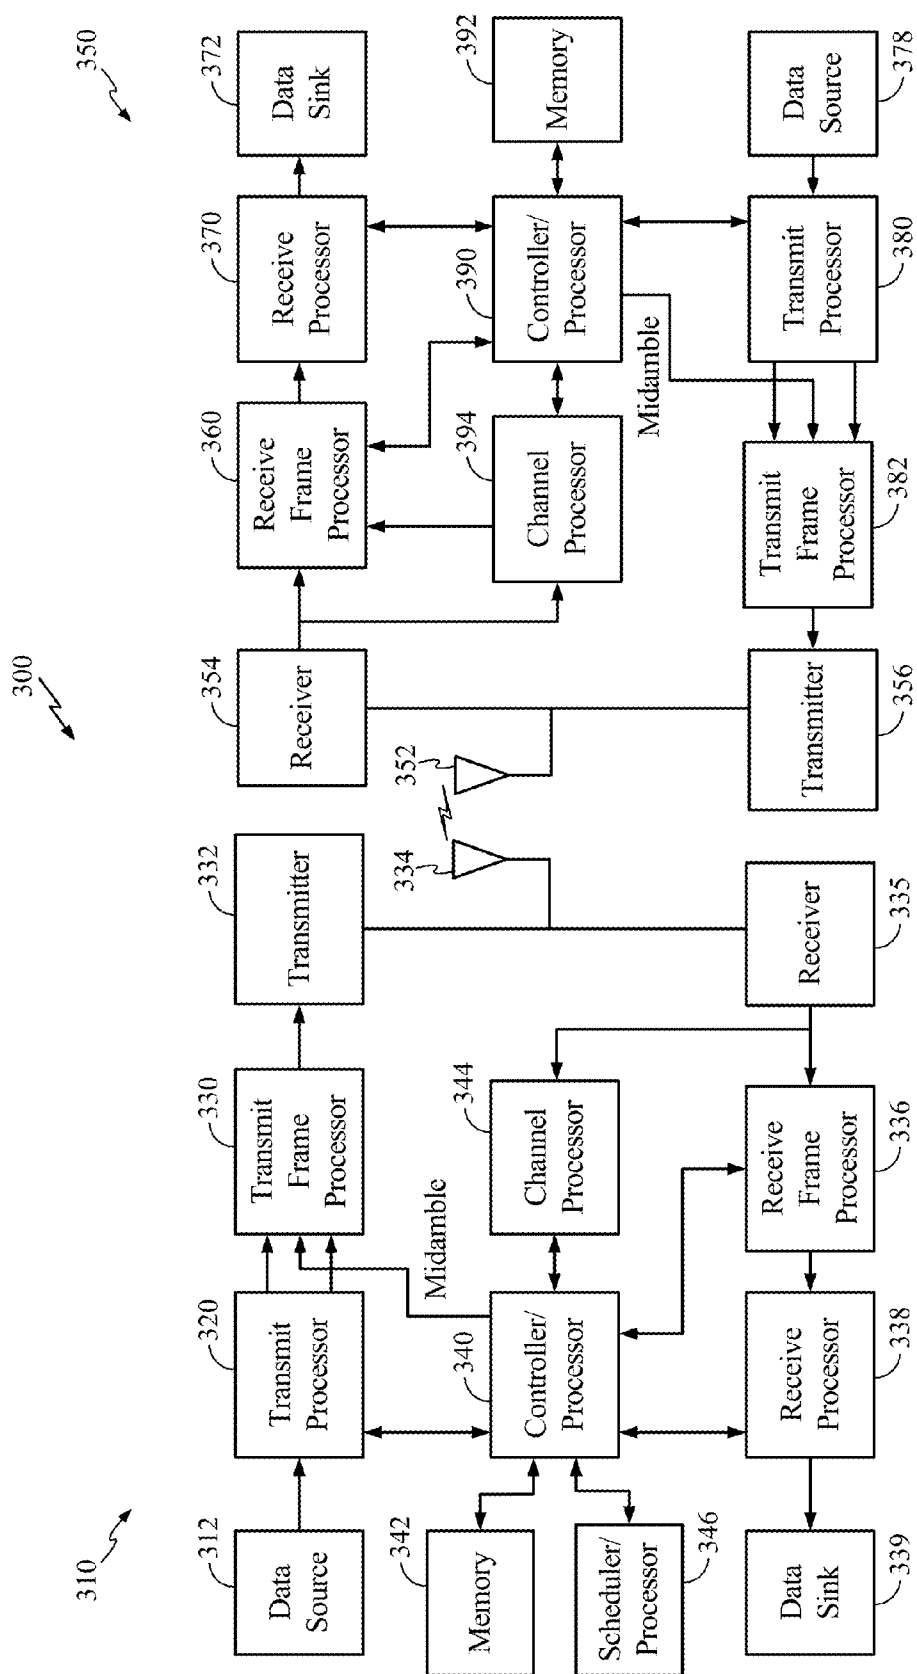 300
310
350
312
Data
Source
320
Transmit
Processor
330
Transmit
Frame
Processor
332
Transmitter
354
Receiver
360
Receive
Frame
Processor
370
Receive
Processor
372
Data
Sink
Midamble
334
352
342
Memory
340
Controller/
Processor
344
Channel
Processor
394
Channel
Processor
390
Controller/
Processor
392
Memory
346
Scheduler/
Processor
Midamble
Data
Sink
339
Receive
Processor
338
Receive
Frame
Processor
336
Receiver
335
Transmitter
356
Transmit
Frame
Processor
382
Transmit
Processor
380
Data
Source
378